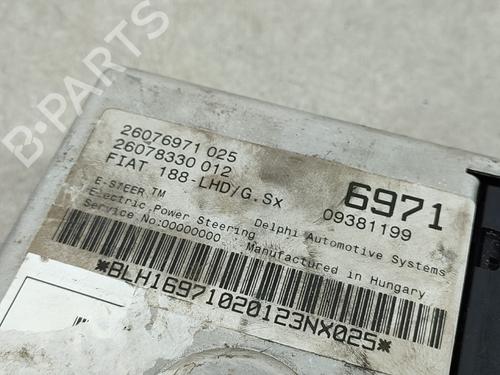 26076971 025
26078330 012
FIAT 188-LHD/G.Sx
6971
09381199
E-STEER TM
Electric Power Steering
Delphi Automotive Systems
Service No:00000000
Manufactured in Hungary
*BLH16971020123NX025*
B-Parts